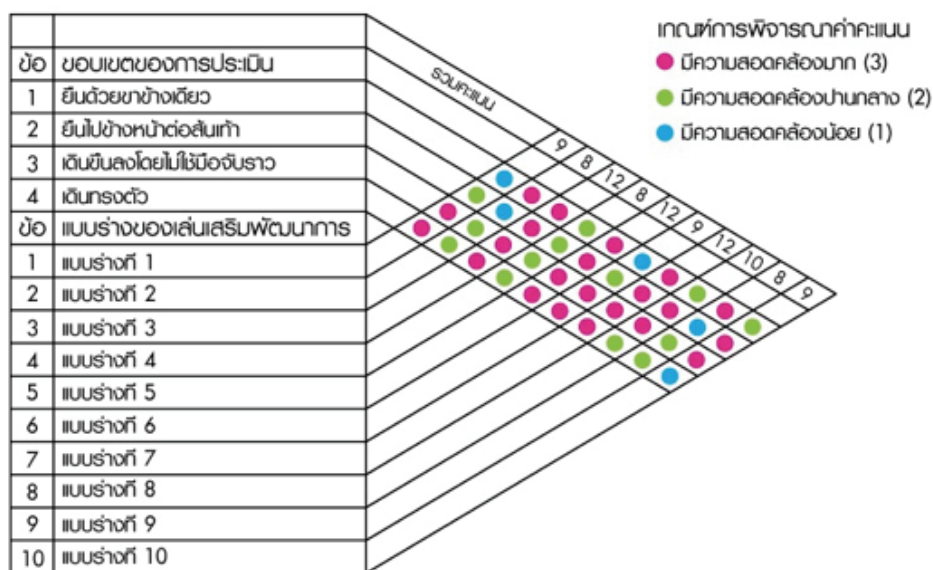 ข้อ ขอบเขตของการประเมิน
1 ยืนด้วยขาข้างเดียว
2 ยืนไปข้างหน้าต่อส้นเท้า
3 เดินขึ้นลงโดยไม่ใช้มือจับราว
4 เดินทรงตัว
ข้อ แบบร่างของเล่นเสริมพัฒนาการ
1 แบบร่างที่ 1
2 แบบร่างที่ 2
3 แบบร่างที่ 3
4 แบบร่างที่ 4
5 แบบร่างที่ 5
6 แบบร่างที่ 6
7 แบบร่างที่ 7
8 แบบร่างที่ 8
9 แบบร่างที่ 9
10 แบบร่างที่ 10
รวมคะแนน
9 8 12 8 12 9 12 10 8 9
เกณฑ์การพิจารณาค่าคะแนน
มีความสอดคล้องมาก (3)
มีความสอดคล้องปานกลาง (2)
มีความสอดคล้องน้อย (1)